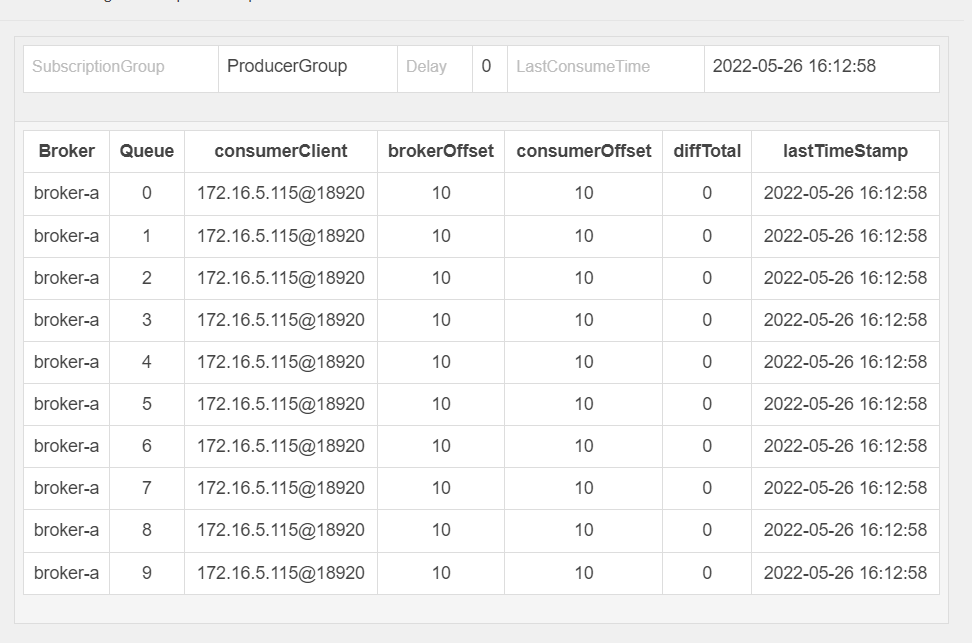 SubscriptionGroup ProducerGroup Delay 0 LastConsumeTime 2022-05-26 16:12:58
Broker Queue consumerClient brokerOffset consumerOffset diffTotal lastTimeStamp
broker-a 0 172.16.5.115@18920 10 10 0 2022-05-26 16:12:58
broker-a 1 172.16.5.115@18920 10 10 0 2022-05-26 16:12:58
broker-a 2 172.16.5.115@18920 10 10 0 2022-05-26 16:12:58
broker-a 3 172.16.5.115@18920 10 10 0 2022-05-26 16:12:58
broker-a 4 172.16.5.115@18920 10 10 0 2022-05-26 16:12:58
broker-a 5 172.16.5.115@18920 10 10 0 2022-05-26 16:12:58
broker-a 6 172.16.5.115@18920 10 10 0 2022-05-26 16:12:58
broker-a 7 172.16.5.115@18920 10 10 0 2022-05-26 16:12:58
broker-a 8 172.16.5.115@18920 10 10 0 2022-05-26 16:12:58
broker-a 9 172.16.5.115@18920 10 10 0 2022-05-26 16:12:58